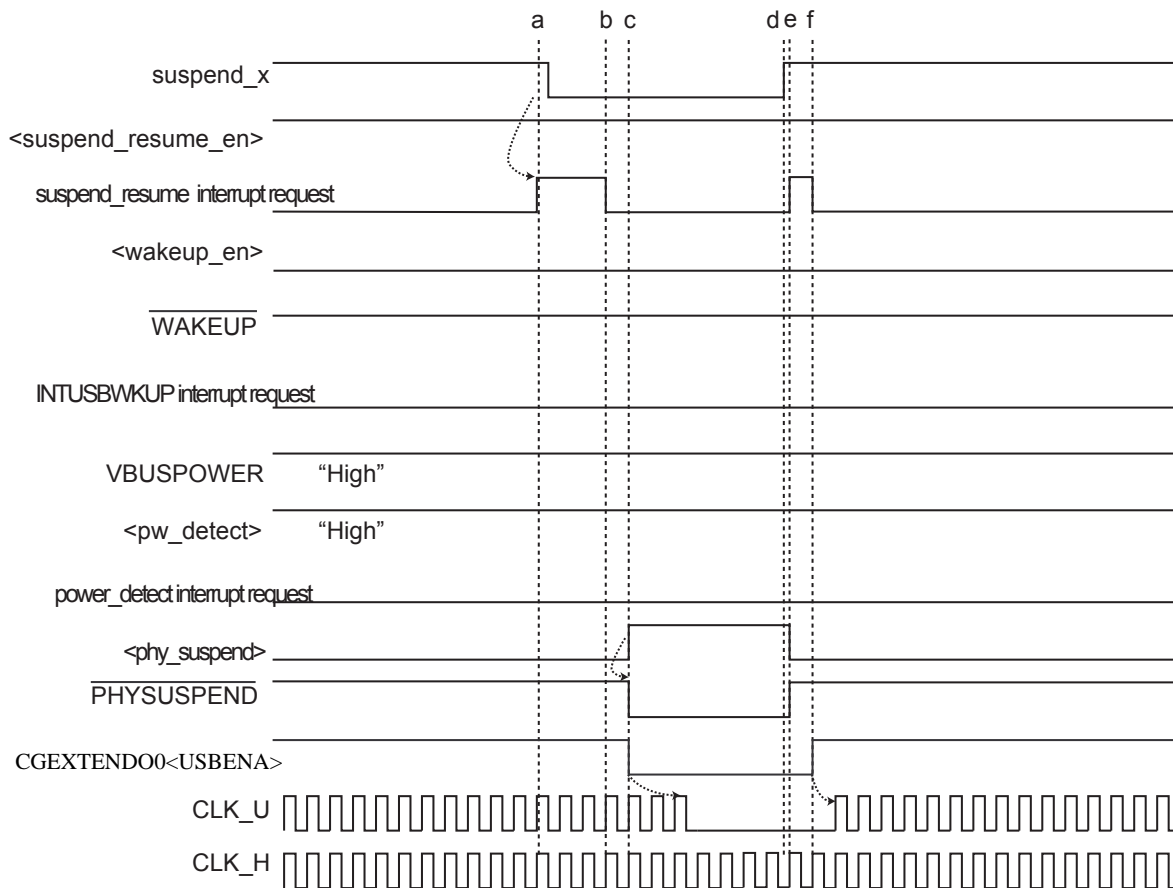 a b c d e f
suspend_x
<suspend_resume_en>
suspend_resume interrupt request
<wakeup_en>
WAKEUP
INTUSBWKUP interrupt request
VBUSPOWER “High”
<pw_detect> “High”
power_detect interrupt request
<phy_suspend>
PHYSUSPEND
CGEXTENDO0<USBENA>
CLK_U
CLK_H